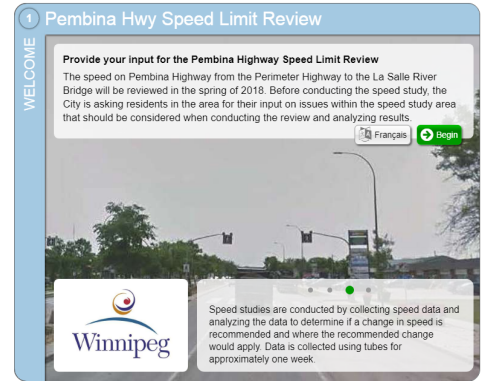 1 Pembina Hwy Speed Limit Review
WELCOME
Provide your input for the Pembina Highway Speed Limit Review
The speed on Pembina Highway from the Perimeter Highway to the La Salle River
Bridge will be reviewed in the spring of 2018. Before conducting the speed study, the
City is asking residents in the area for their input on issues within the speed study area
that should be considered when conducting the review and analyzing results.
Français
Begin
Winnipeg
Speed studies are conducted by collecting speed data and
analyzing the data to determine if a change in speed is
recommended and where the recommended change
would apply. Data is collected using tubes for
approximately one week.